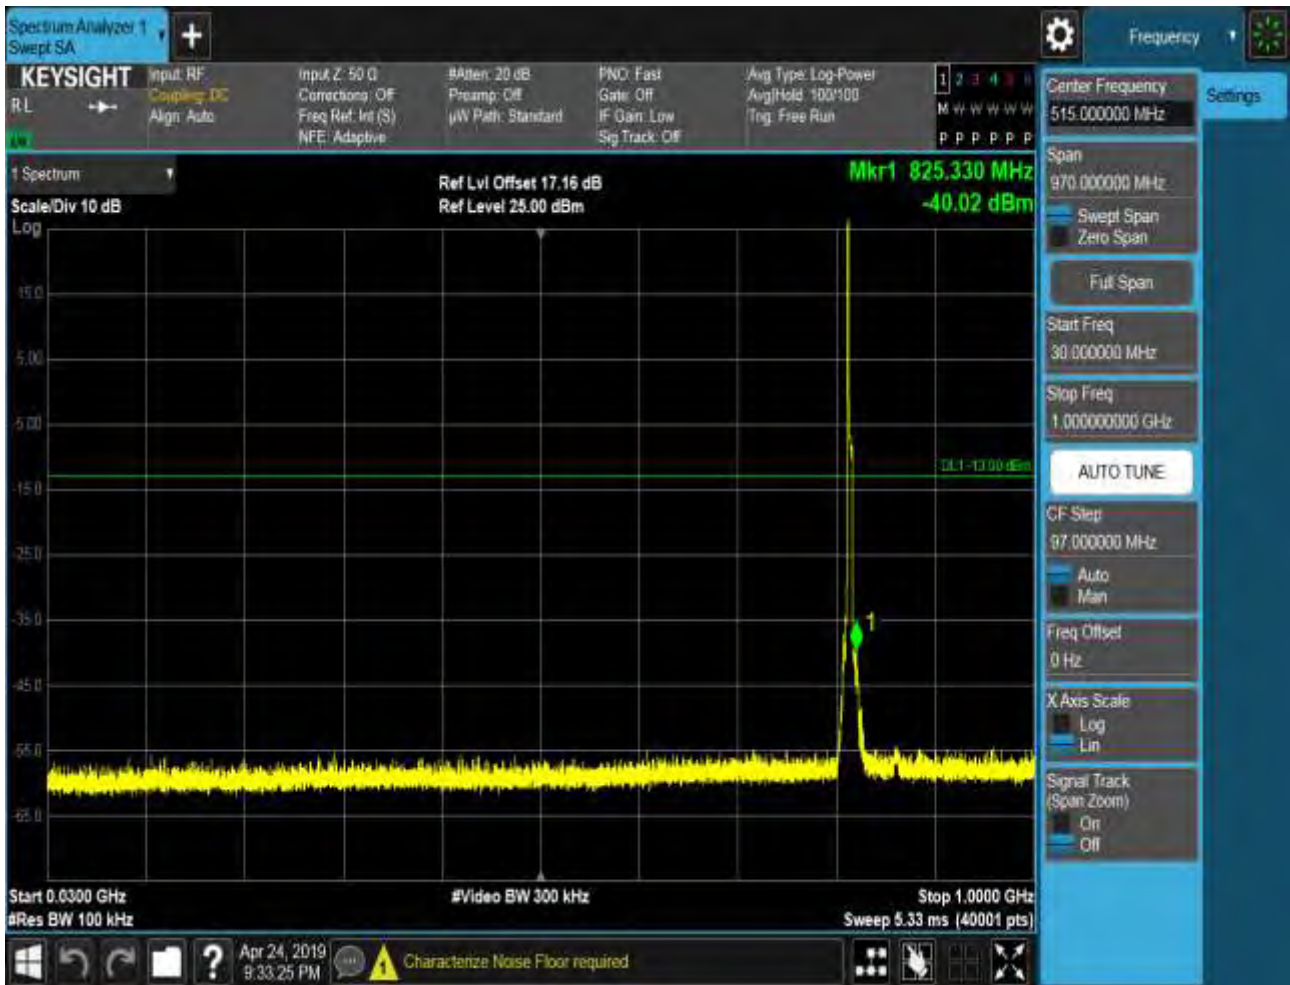 Spectrum Analyzer 1
Swept SA
Frequency
KEYSIGHT
RL
Input: RF
Coupling: DC
Align: Auto
Input Z: 50 Ω
Corrections: Off
Freq Ref: Int (S)
NFE: Adaptive
#Atten: 20 dB
Preamp: Off
µW Path: Standard
PNO: Fast
Gate: Off
IF Gain: Low
Sig Track: Off
Avg Type: Log-Power
Avg|Hold: 100/100
Trig: Free Run
1 2 3 4 5 6
M W W W W W
P P P P P P
1 Spectrum
Scale/Div 10 dB
Log
Ref Lvl Offset 17.16 dB
Ref Level 25.00 dBm
Mkr1 825.330 MHz
-40.02 dBm
15.0
5.00
-5.00
DL1 -13.00 dBm
-15.0
-25.0
-35.0
1
-45.0
-55.0
-65.0
Start 0.0300 GHz
#Res BW 100 kHz
#Video BW 300 kHz
Stop 1.0000 GHz
Sweep 5.33 ms (40001 pts)
Center Frequency
515.000000 MHz
Settings
Span
970.000000 MHz
Swept Span
Zero Span
Full Span
Start Freq
30.000000 MHz
Stop Freq
1.000000000 GHz
AUTO TUNE
CF Step
97.000000 MHz
Auto
Man
Freq Offset
0 Hz
X Axis Scale
Log
Lin
Signal Track
(Span Zoom)
On
Off
?
Apr 24, 2019
9:33:25 PM
1
Characterize Noise Floor required